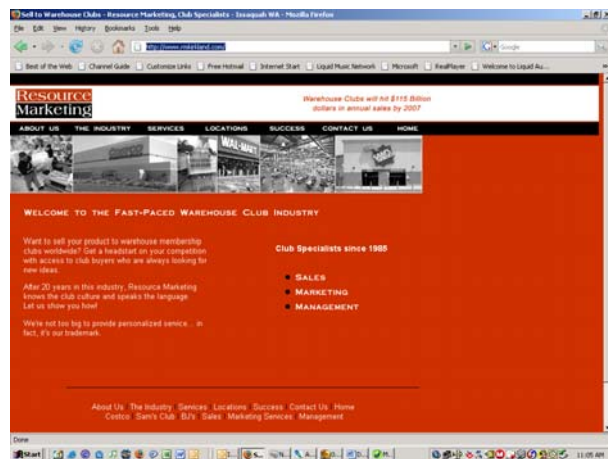 Sell to Warehouse Clubs - Resource Marketing, Club Specialists - Issaquah WA - Mozilla Firefox
File Edit View History Bookmarks Tools Help
Google
Best of the Web Channel Guide Customize Links Free Hotmail Internet Start Liquid Music Network Microsoft RealPlayer Welcome to Liquid Au...
Resource
Marketing
Warehouse Clubs will hit $115 Billion
dollars in annual sales by 2007
ABOUT US THE INDUSTRY SERVICES LOCATIONS SUCCESS CONTACT US HOME
WAL-MART
WELCOME TO THE FAST-PACED WAREHOUSE CLUB INDUSTRY
Want to sell your product to warehouse membership
clubs worldwide? Get a headstart on your competition
with access to club buyers who are always looking for
new ideas.
After 20 years in this industry, Resource Marketing
knows the club culture and speaks the language.
Let us show you how!
We're not too big to provide personalized service... in
fact, it's our trademark.
Club Specialists since 1985
SALES
MARKETING
MANAGEMENT
About Us The Industry Services Locations Success Contact Us Home
Costco Sam's Club BJ's Sales Marketing Services Management
Done
Start 11:05 AM